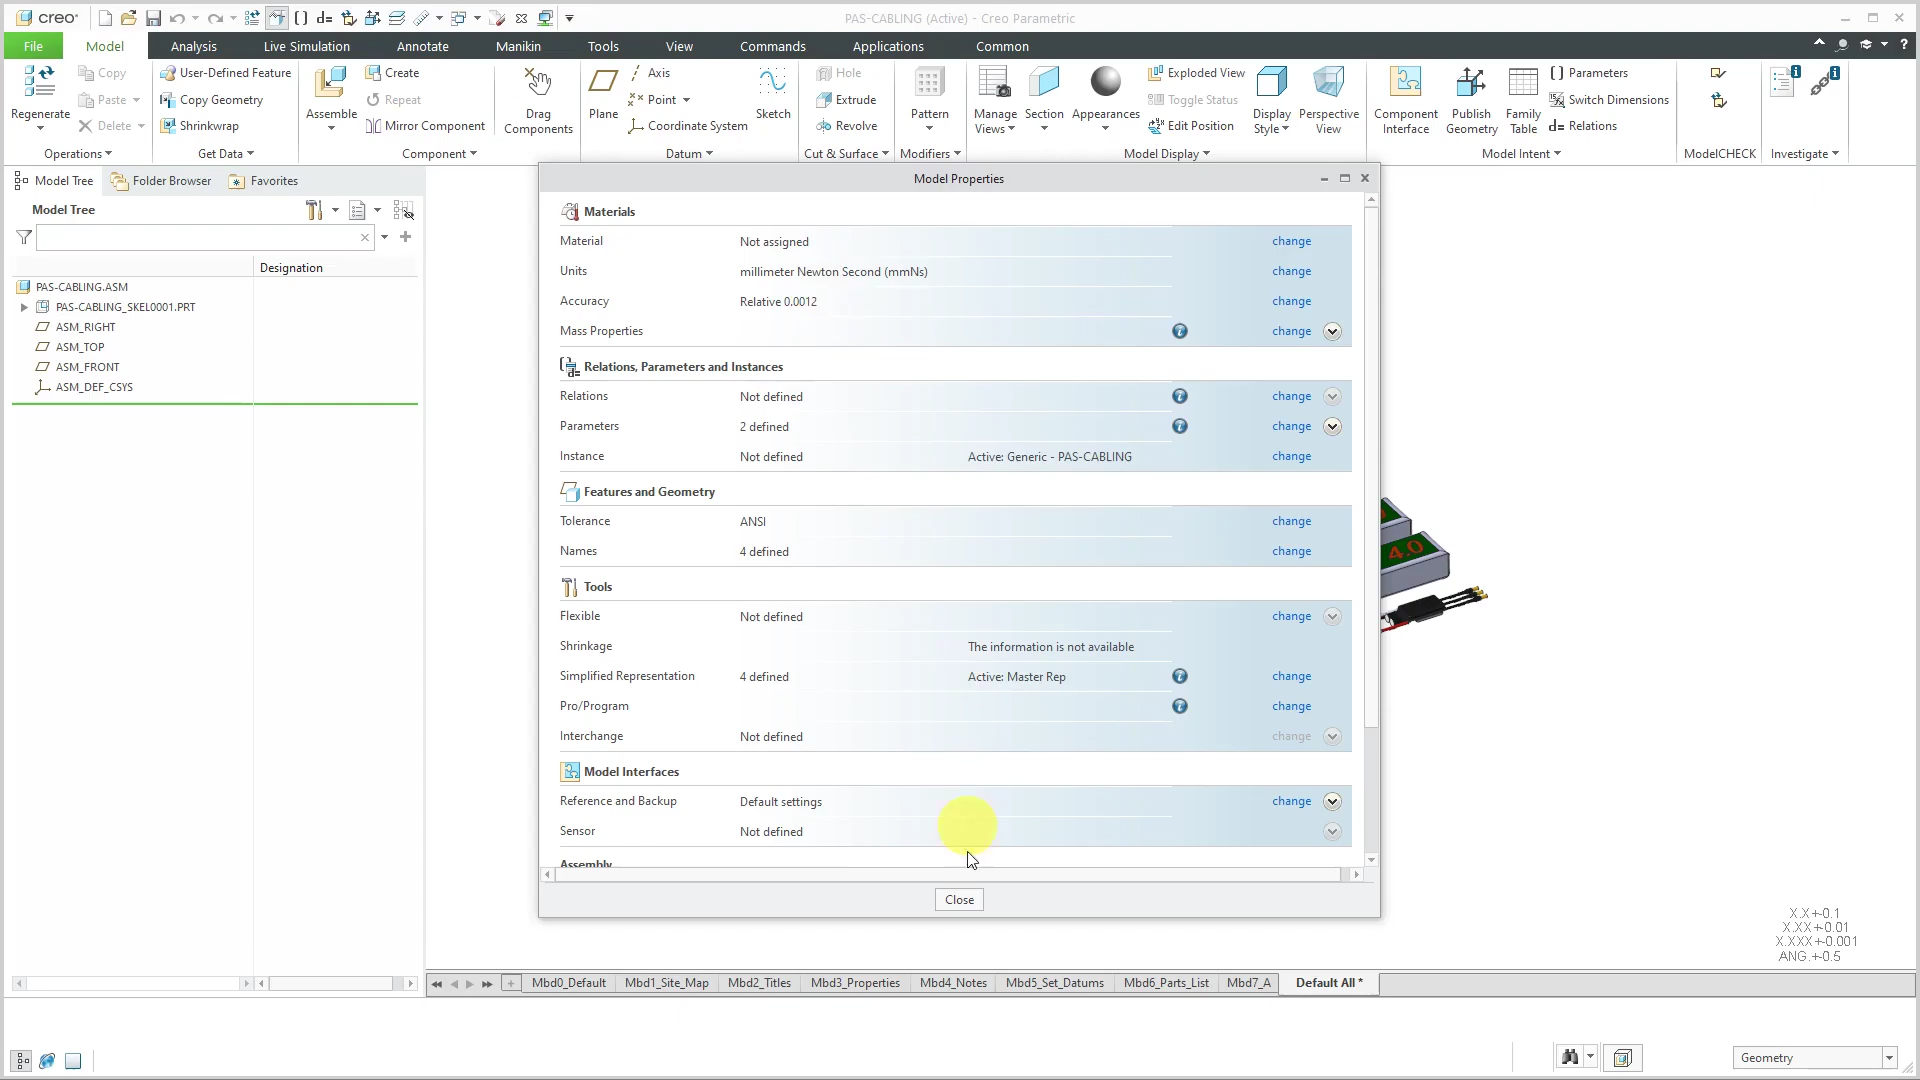 creo
PAS-CABLING (Active) - Creo Parametric
File Model Analysis Live Simulation Annotate Manikin Tools View Commands Applications Common
Regenerate
Copy
Paste
Delete
Operations
User-Defined Feature
Copy Geometry
Shrinkwrap
Get Data
Assemble
Create
Repeat
Mirror Component
Component
Drag
Components
Plane
Axis
Point
Coordinate System
Sketch
Datum
Hole
Extrude
Revolve
Cut & Surface
Pattern
Modifiers
Manage
Views
Section
Appearances
Exploded View
Toggle Status
Edit Position
Display
Style
Perspective
View
Model Display
Component
Interface
Publish
Geometry
Family
Table
Parameters
Switch Dimensions
d= Relations
Model Intent
ModelCHECK
Investigate
Model Tree Folder Browser Favorites
Model Tree
Designation
PAS-CABLING.ASM
PAS-CABLING_SKEL0001.PRT
ASM_RIGHT
ASM_TOP
ASM_FRONT
ASM_DEF_CSYS
Model Properties
Materials
Material Not assigned change
Units millimeter Newton Second (mmNs) change
Accuracy Relative 0.0012 change
Mass Properties change
Relations, Parameters and Instances
Relations Not defined change
Parameters 2 defined change
Instance Not defined Active: Generic - PAS-CABLING change
Features and Geometry
Tolerance ANSI change
Names 4 defined change
Tools
Flexible Not defined change
Shrinkage The information is not available
Simplified Representation 4 defined Active: Master Rep change
Pro/Program change
Interchange Not defined change
Model Interfaces
Reference and Backup Default settings change
Sensor Not defined
Assembly
Close
4.0
X.X+-0.1
X.XX+-0.01
X.XXX+-0.001
ANG.+-0.5
Mbd0_Default Mbd1_Site_Map Mbd2_Titles Mbd3_Properties Mbd4_Notes Mbd5_Set_Datums Mbd6_Parts_List Mbd7_A Default All *
Geometry